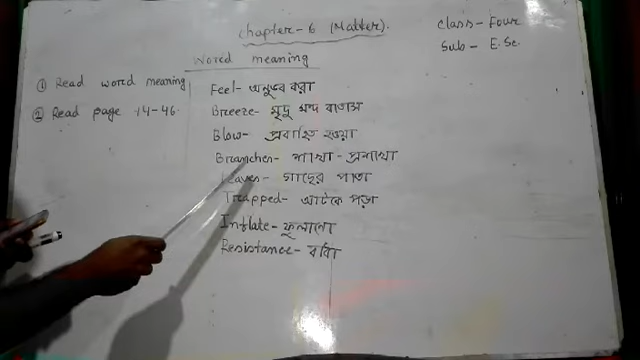 Chapter-6 (Matter).
Class- Four
Sub- E.Sc.
Word meaning
① Read word meaning
② Read page 14-46.
Feel- অনুভব করা
Breeze- মৃদু মন্দ বাতাস
Blow- প্রবাহিত হওয়া
Branches- শাখা - প্রশাখা
Leaves- গাছের পাতা
Trapped- আটকে পড়া
Inflate- ফুলানো
Resistance- বাধা